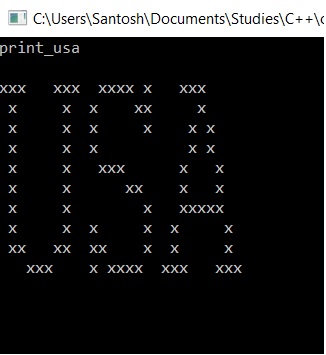 C:\Users\Santosh\Documents\Studies\C++\
print_usa
xxx   xxx  xxxx x   xxx
 x     x  x    xx     x
 x     x  x     x    x x
 x     x  x          x x
 x     x   xxx      x   x
 x     x      xx    x   x
 x     x        x   xxxxx
 x     x  x     x  x     x
 xx   xx  xx    x  x     x
   xxx    x xxxx  xxx   xxx